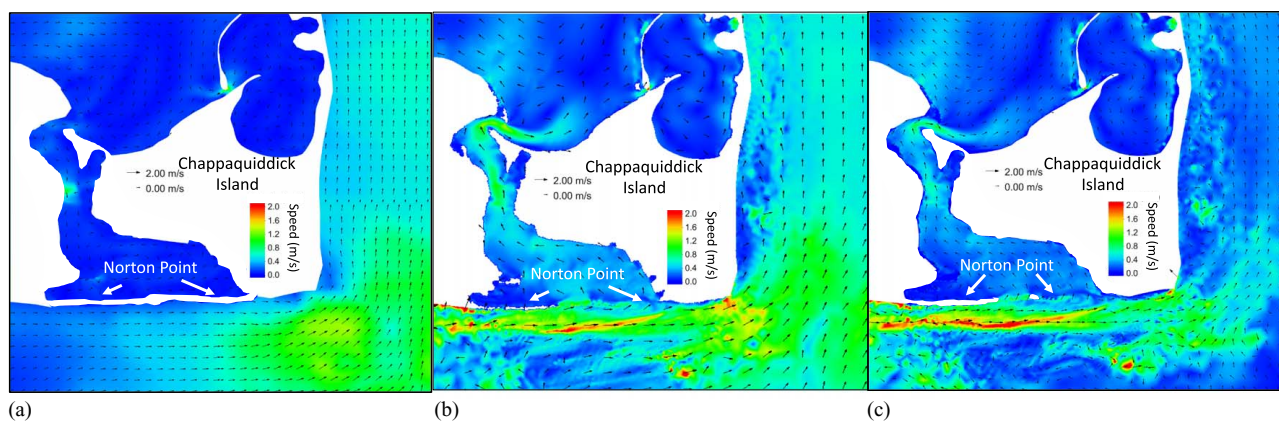 Chappaquiddick
Island
2.00 m/s
0.00 m/s
Speed (m/s)
2.0
1.6
1.2
0.8
0.4
0.0
Norton Point
(a)
Chappaquiddick
Island
2.00 m/s
0.00 m/s
Speed (m/s)
2.0
1.6
1.2
0.8
0.4
0.0
Norton Point
(b)
Chappaquiddick
Island
2.00 m/s
0.00 m/s
Speed (m/s)
2.0
1.6
1.2
0.8
0.4
0.0
Norton Point
(c)